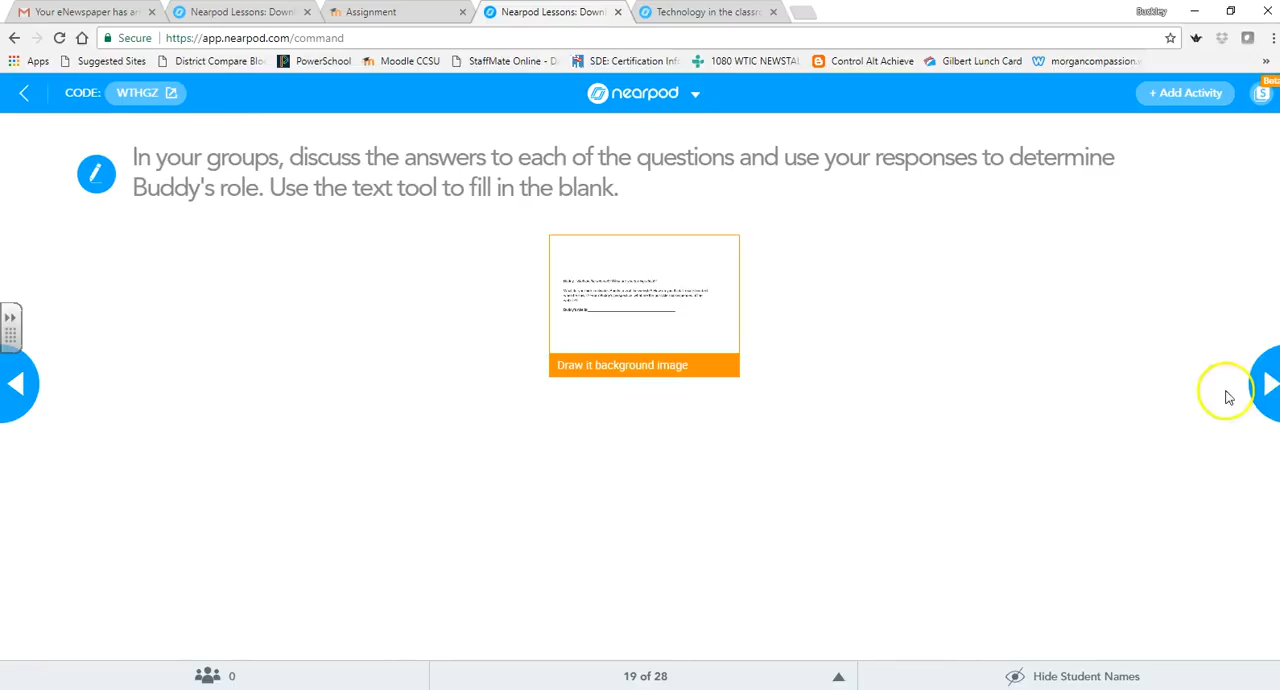 Your eNewspaper has ar
Nearpod Lessons: Downl
Assignment
Nearpod Lessons: Downl
Technology in the classr
Buckley
Secure
https://app.nearpod.com/command
Apps
Suggested Sites
District Compare Blo
PowerSchool
Moodle CCSU
StaffMate Online - D
SDE: Certification Info
1080 WTIC NEWSTAL
Control Alt Achieve
Gilbert Lunch Card
morgancompassion.w
CODE: WTHGZ
nearpod
+ Add Activity
Beta
S
In your groups, discuss the answers to each of the questions and use your responses to determine
Buddy's role. Use the text tool to fill in the blank.
Draw it background image
0
19 of 28
Hide Student Names